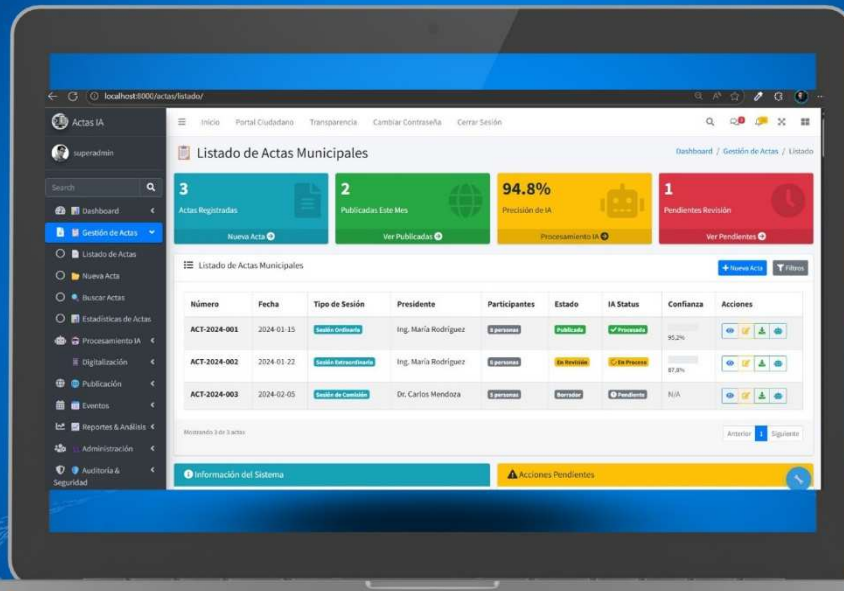 localhost:8000/actas/listado/
Actas IA
Inicio Portal Ciudadano Transparencia Cambiar Contraseña Cerrar Sesión
superadmin
Listado de Actas Municipales
Dashboard / Gestión de Actas / Listado
Search
3
Actas Registradas
Nueva Acta
2
Publicadas Este Mes
Ver Publicadas
94.8%
Precisión de IA
Procesamiento IA
1
Pendientes Revisión
Ver Pendientes
Dashboard
Gestión de Actas
Listado de Actas
Nueva Acta
Buscar Actas
Estadísticas de Actas
Procesamiento IA
Digitalización
Publicación
Eventos
Reportes & Análisis
Administración
Auditoría &
Seguridad
Listado de Actas Municipales
Nueva Acta Filtros
Número Fecha Tipo de Sesión Presidente Participantes Estado IA Status Confianza Acciones
ACT-2024-001 2024-01-15 Sesión Ordinaria Ing. María Rodríguez personas Publicada Procesada 95.2%
ACT-2024-002 2024-01-22 Sesión Extraordinaria Ing. María Rodríguez personas En Revisión En Proceso 87.8%
ACT-2024-003 2024-02-05 Sesión de Comisión Dr. Carlos Mendoza personas Borrador Pendiente N/A
Mostrando 3 de 3 actas
Anterior 1 Siguiente
Información del Sistema
Acciones Pendientes